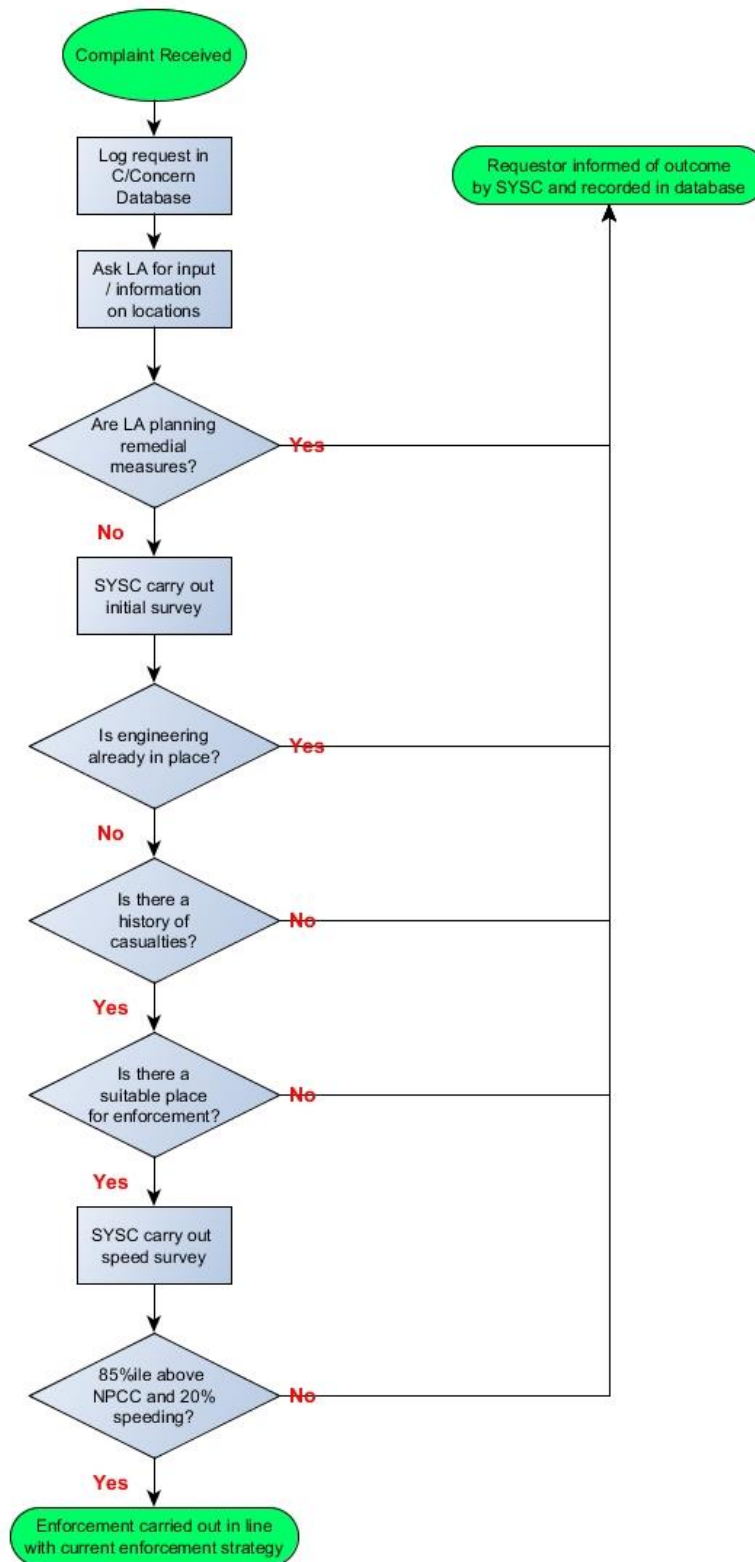 Complaint Received
Log request in
C/Concern
Database
Requestor informed of outcome
by SYSC and recorded in database
Ask LA for input
/ information
on locations
Are LA planning
remedial
measures?
Yes
No
SYSC carry out
initial survey
Is engineering
already in place?
Yes
No
Is there a
history of
casualties?
No
Yes
Is there a
suitable place
for enforcement?
No
Yes
SYSC carry out
speed survey
85%ile above
NPCC and 20%
speeding?
No
Yes
Enforcement carried out in line
with current enforcement strategy